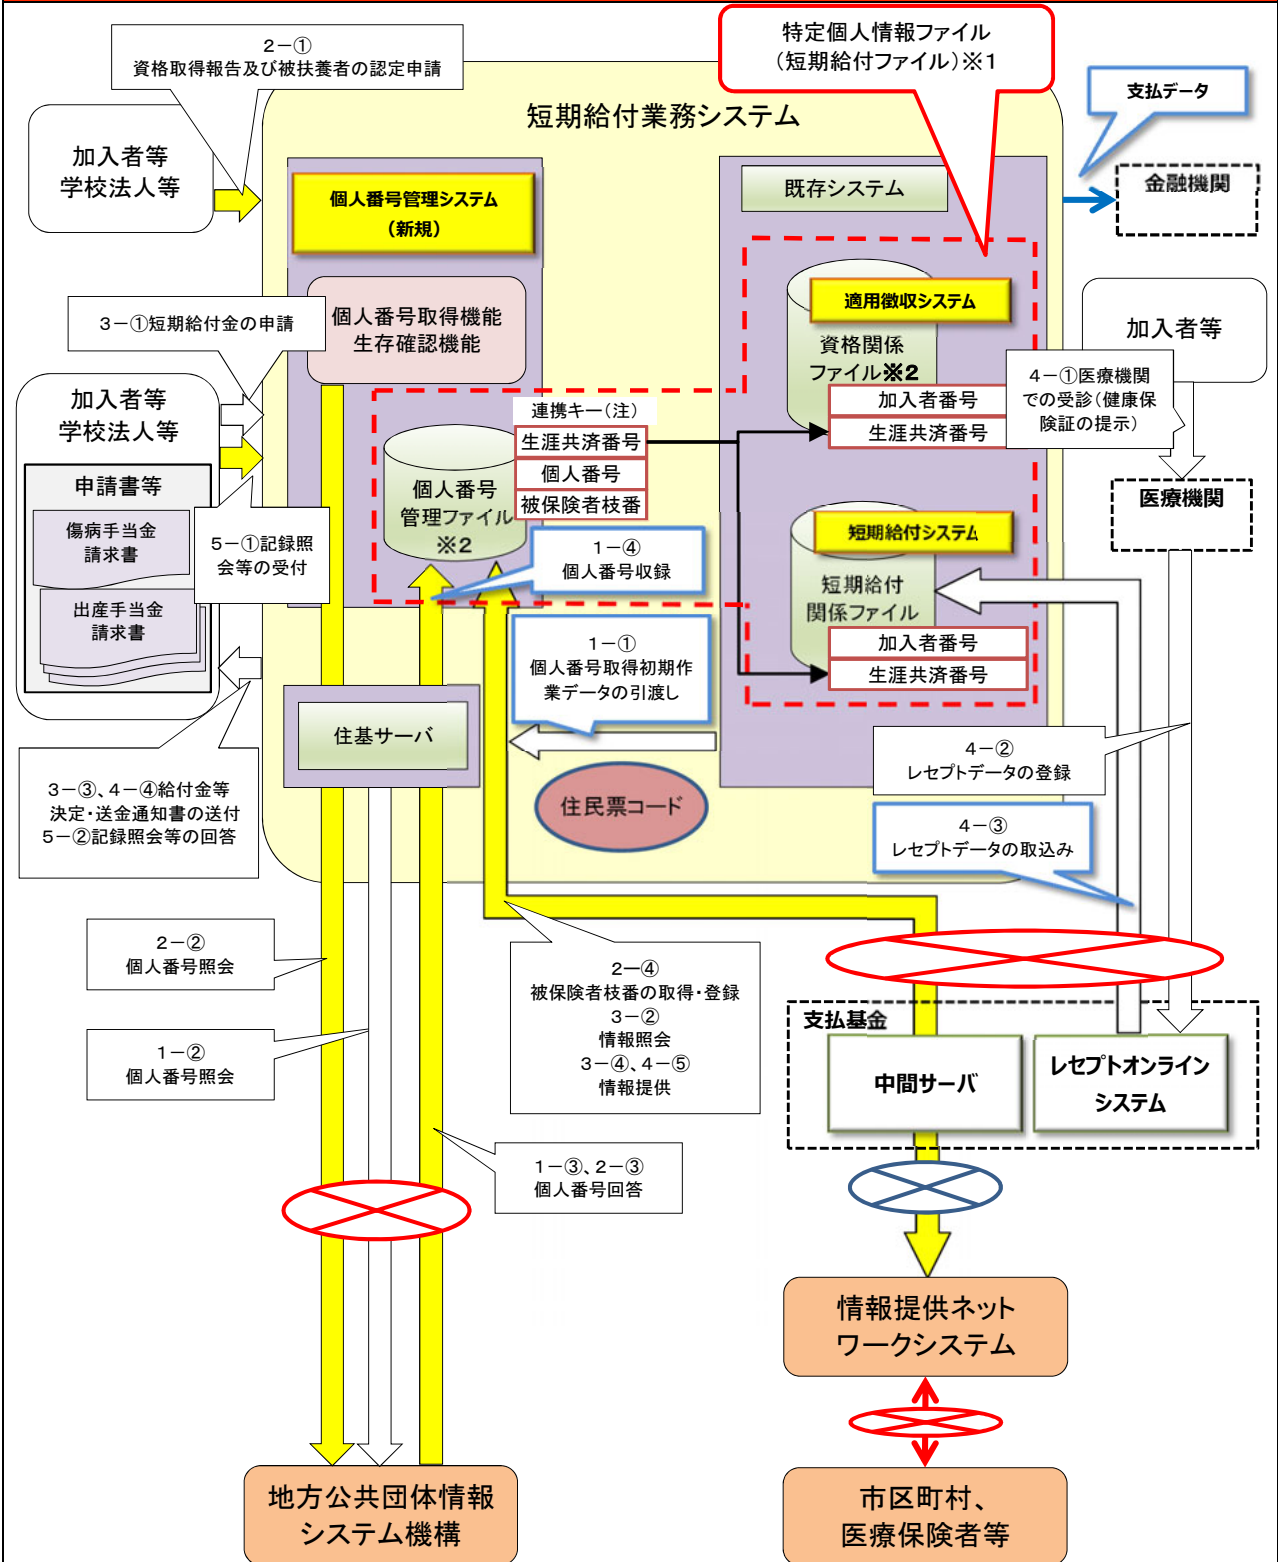 2－①
資格取得報告及び被扶養者の認定申請
特定個人情報ファイル
（短期給付ファイル）※1
支払データ
短期給付業務システム
加入者等
学校法人等
個人番号管理システム
（新規）
既存システム
金融機関
3－①短期給付金の申請
個人番号取得機能
生存確認機能
適用徴収システム
資格関係
ファイル※2
加入者番号
生涯共済番号
加入者等
4－①医療機関
での受診（健康保
険証の提示）
加入者等
学校法人等
申請書等
傷病手当金
請求書
出産手当金
請求書
5－①記録照
会等の受付
連携キー（注）
生涯共済番号
個人番号
被保険者枝番
個人番号
管理ファイル
※2
医療機関
短期給付システム
短期給付
関係ファイル
加入者番号
生涯共済番号
1－④
個人番号収録
1－①
個人番号取得初期作
業データの引渡し
住基サーバ
住民票コード
3－③、4－④給付金等
決定・送金通知書の送付
5－②記録照会等の回答
4－②
レセプトデータの登録
4－③
レセプトデータの取込み
2－②
個人番号照会
2－④
被保険者枝番の取得・登録
3－②
情報照会
3－④、4－⑤
情報提供
1－②
個人番号照会
支払基金
中間サーバ
レセプトオンライン
システム
1－③、2－③
個人番号回答
情報提供ネット
ワークシステム
地方公共団体情報
システム機構
市区町村、
医療保険者等